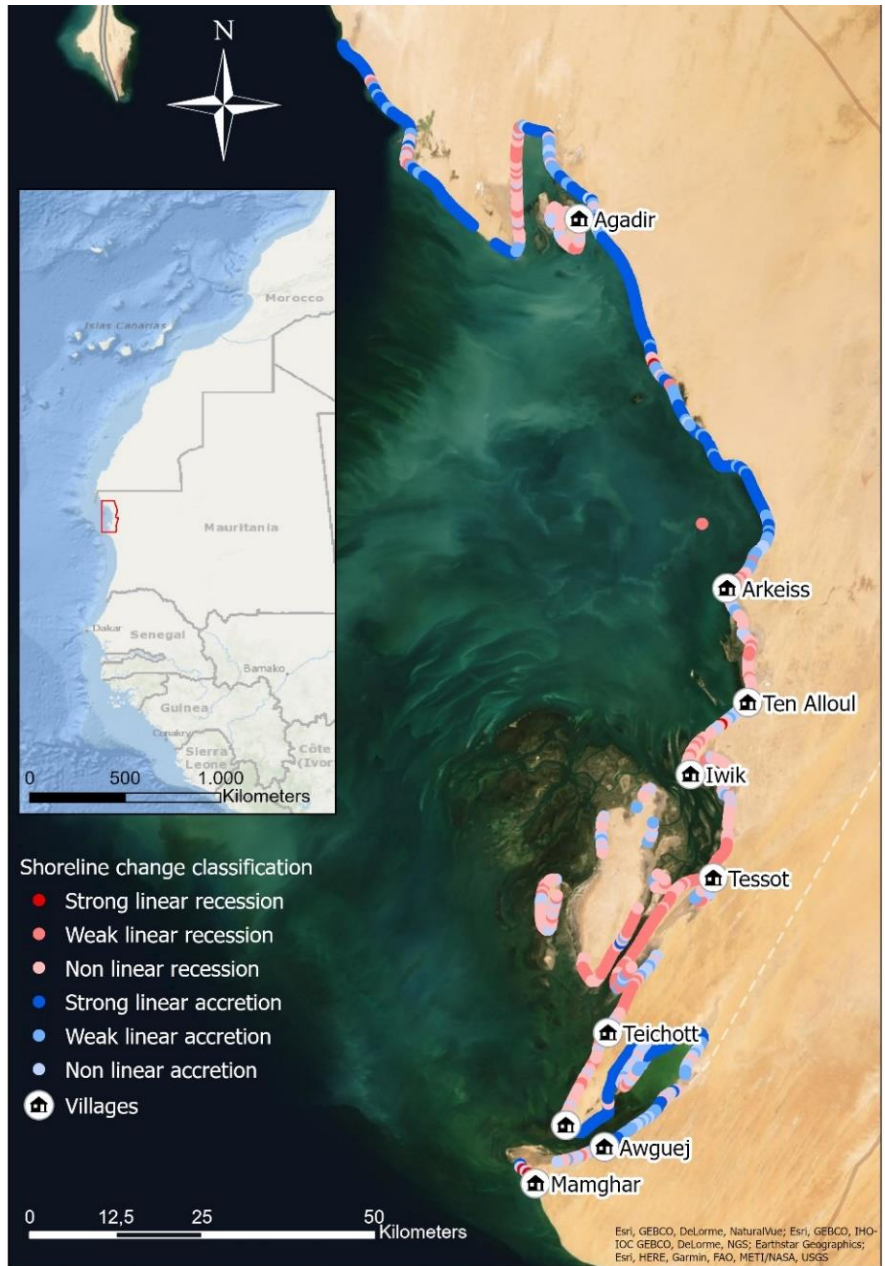 N
Agadir
Morocco
Islas Canarias
Mauritania
Arkeiss
Dakar
Senegal
Ten Alloul
Bamako
Guinea
Iwik
Conakry
Sierra
Leone
Côte
(Ivor
0 500 1.000
Kilometers
Shoreline change classification
Tessot
Strong linear recession
Weak linear recession
Non linear recession
Strong linear accretion
Teichott
Weak linear accretion
Non linear accretion
Villages
Awguej
Mamghar
0 12,5 25 50
Kilometers
Esri, GEBCO, DeLorme, NaturalVue; Esri, GEBCO, IHO-
IOC GEBCO, DeLorme, NGS; Earthstar Geographics;
Esri, HERE, Garmin, FAO, METI/NASA, USGS